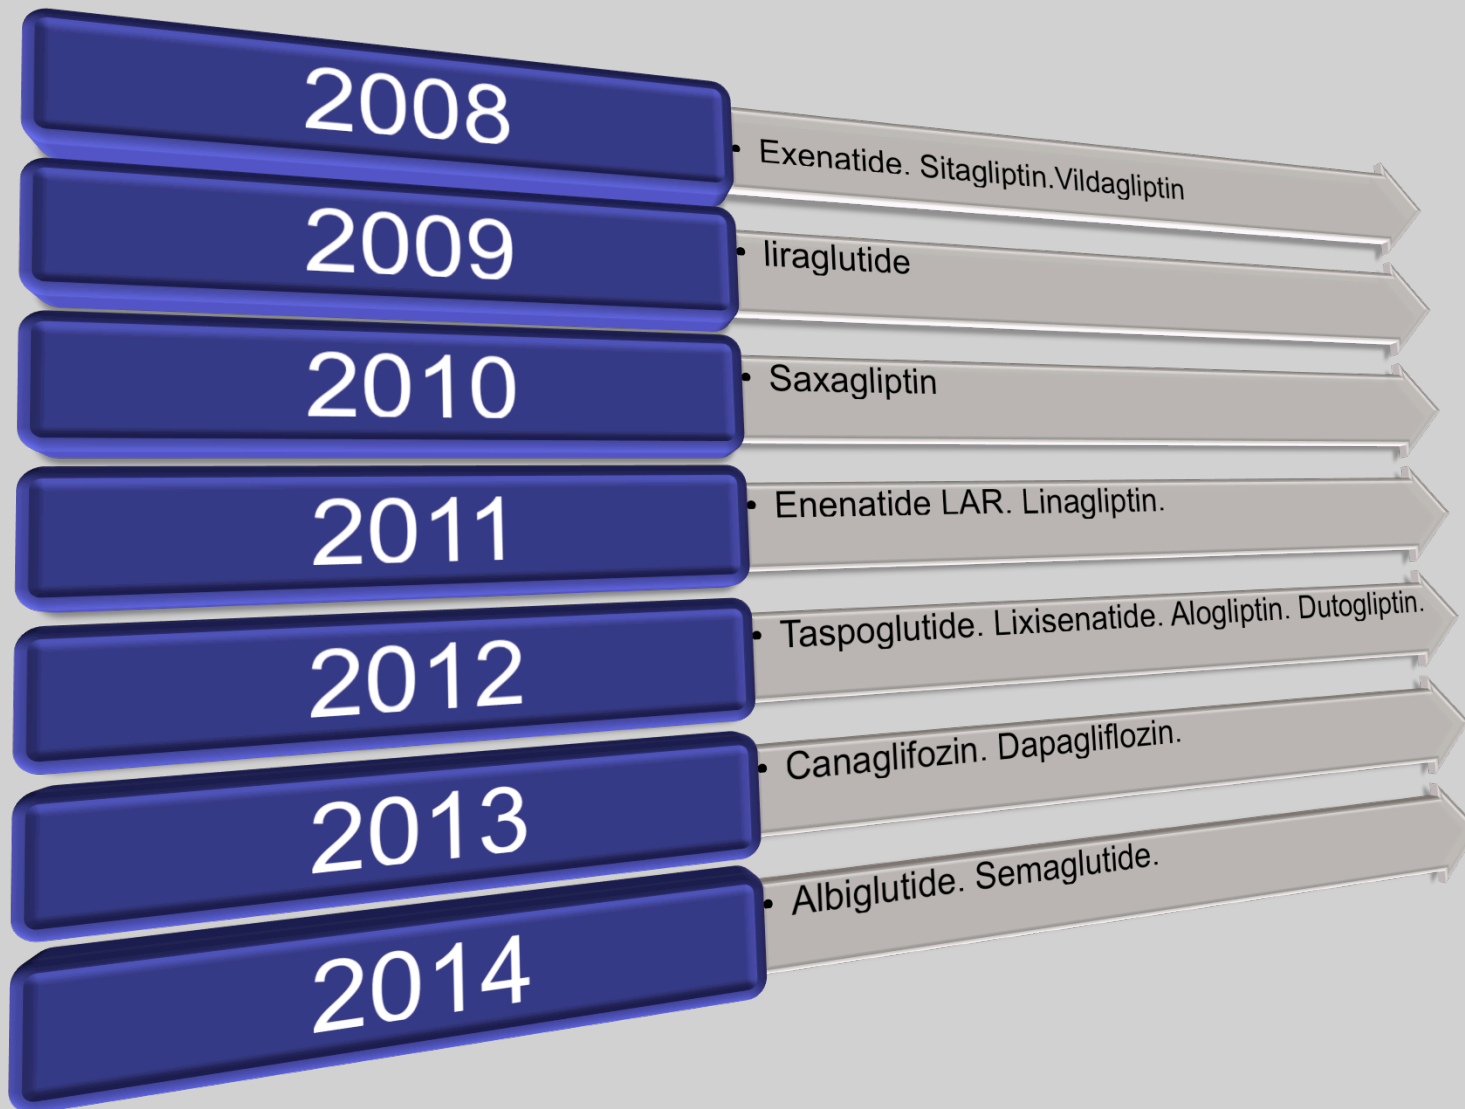 2008
• Exenatide. Sitagliptin.Vildagliptin
2009
• liraglutide
2010
• Saxagliptin
2011
• Enenatide LAR. Linagliptin.
2012
• Taspoglutide. Lixisenatide. Alogliptin. Dutogliptin.
2013
• Canaglifozin. Dapagliflozin.
2014
• Albiglutide. Semaglutide.